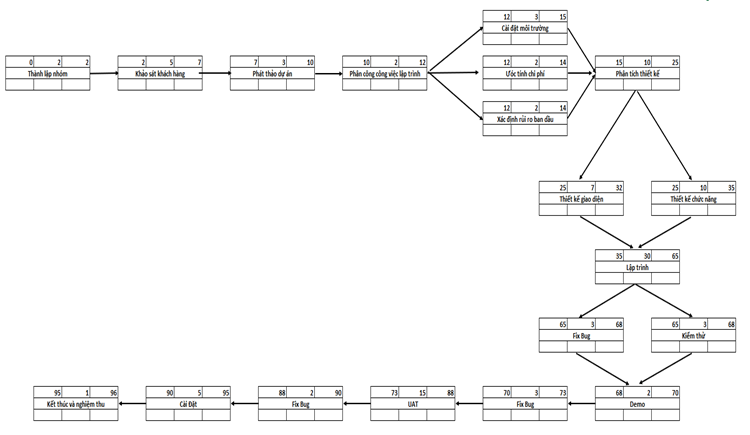 12 3 15
Cài đặt môi trường
0 2 2
Thành lập nhóm
2 5 7
Khảo sát khách hàng
7 3 10
Phát thảo dự án
10 2 12
Phân công công việc lập trình
12 2 14
Ước tính chi phí
15 10 25
Phân tích thiết kế
12 2 14
Xác định rủi ro ban đầu
25 7 32
Thiết kế giao diện
25 10 35
Thiết kế chức năng
35 30 65
Lập trình
65 3 68
Fix Bug
65 3 68
Kiểm thử
95 1 96
Kết thúc và nghiệm thu
90 5 95
Cài Đặt
88 2 90
Fix Bug
73 15 88
UAT
70 3 73
Fix Bug
68 2 70
Demo